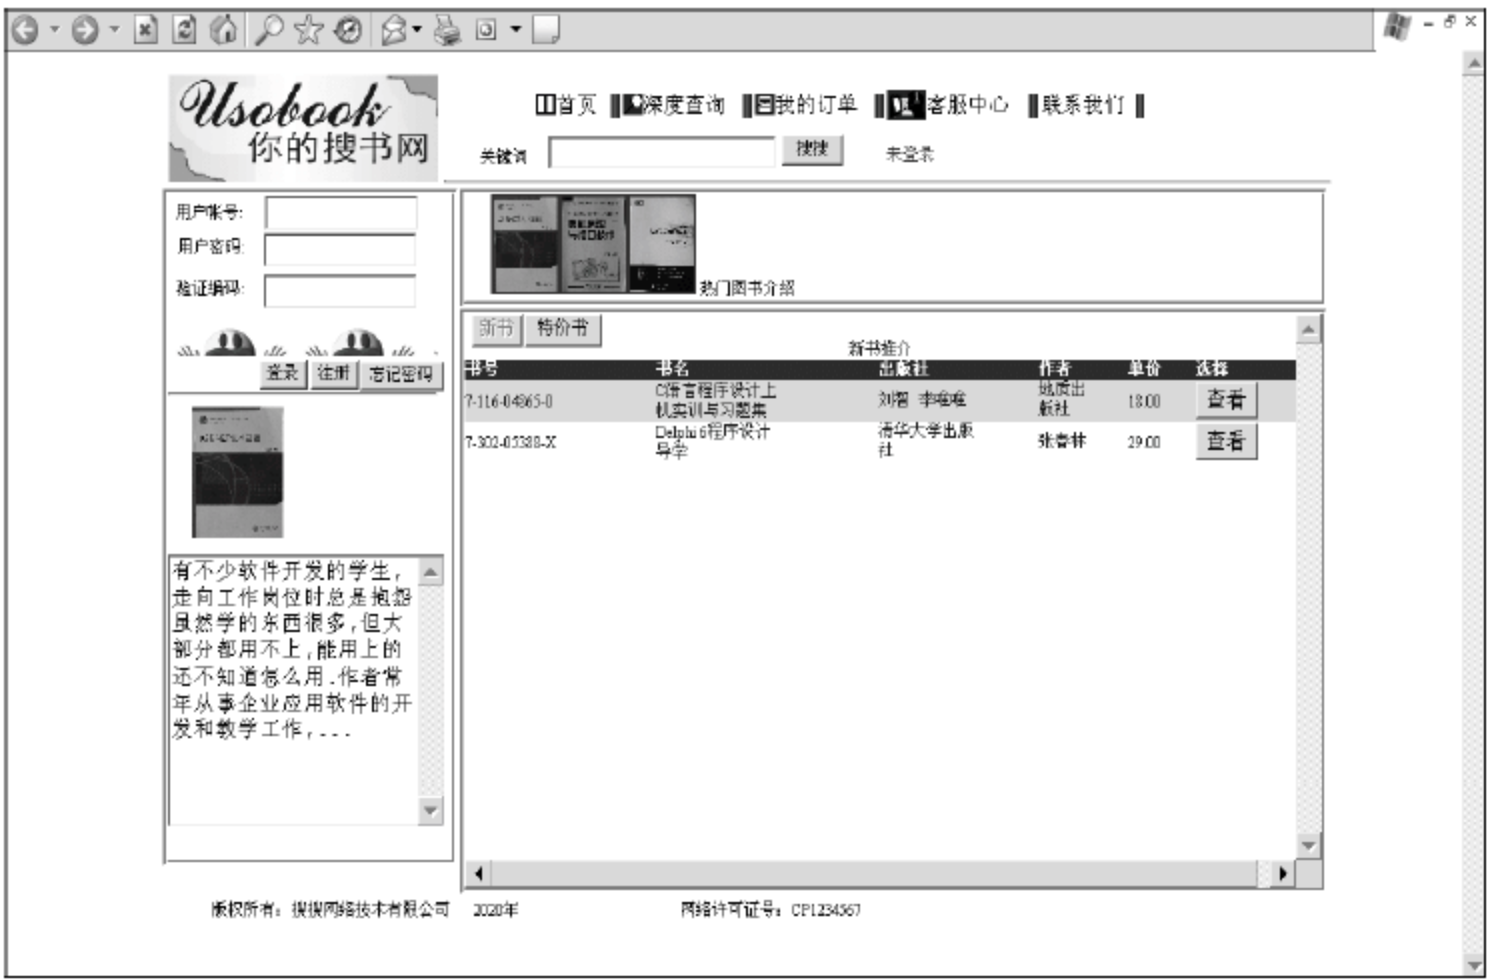 Usobook
你的搜书网
首页 深度查询 我的订单 客服中心 联系我们
关键词 搜搜 未登录
用户帐号:
用户密码:
验证编码:
登录 注册 忘记密码
热门图书介绍
新书 特价书
新书推介
书号 书名 出版社 作者 单价 选择
7-116-04865-0 C语言程序设计上机实训与习题集 刘智 地质出版社 18.00 查看
7-302-05388-X Delphi 6程序设计导学 清华大学出版社 张春林 29.00 查看
有不少软件开发的学生,
走向工作岗位时总是抱怨
虽然学的东西很多,但大
部分都用不上,能用上的
还不知道怎么用.作者常
年从事企业应用软件的开
发和教学工作,...
版权所有: 搜搜网络技术有限公司 2020年 网络许可证号: CP1234567